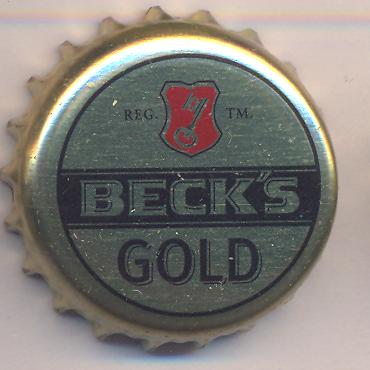 REG. TM.
BECK'S
GOLD